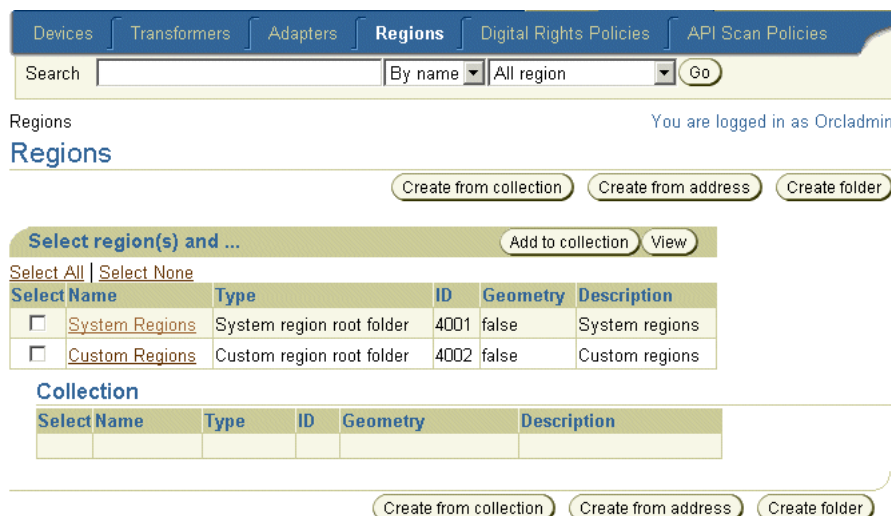 Devices Transformers Adapters Regions Digital Rights Policies API Scan Policies
Search By name All region Go
Regions You are logged in as Orcladmin
Regions
Create from collection Create from address Create folder
Select region(s) and ... Add to collection View
Select All | Select None
Select Name Type ID Geometry Description
System Regions System region root folder 4001 false System regions
Custom Regions Custom region root folder 4002 false Custom regions
Collection
Select Name Type ID Geometry Description
Create from collection Create from address Create folder